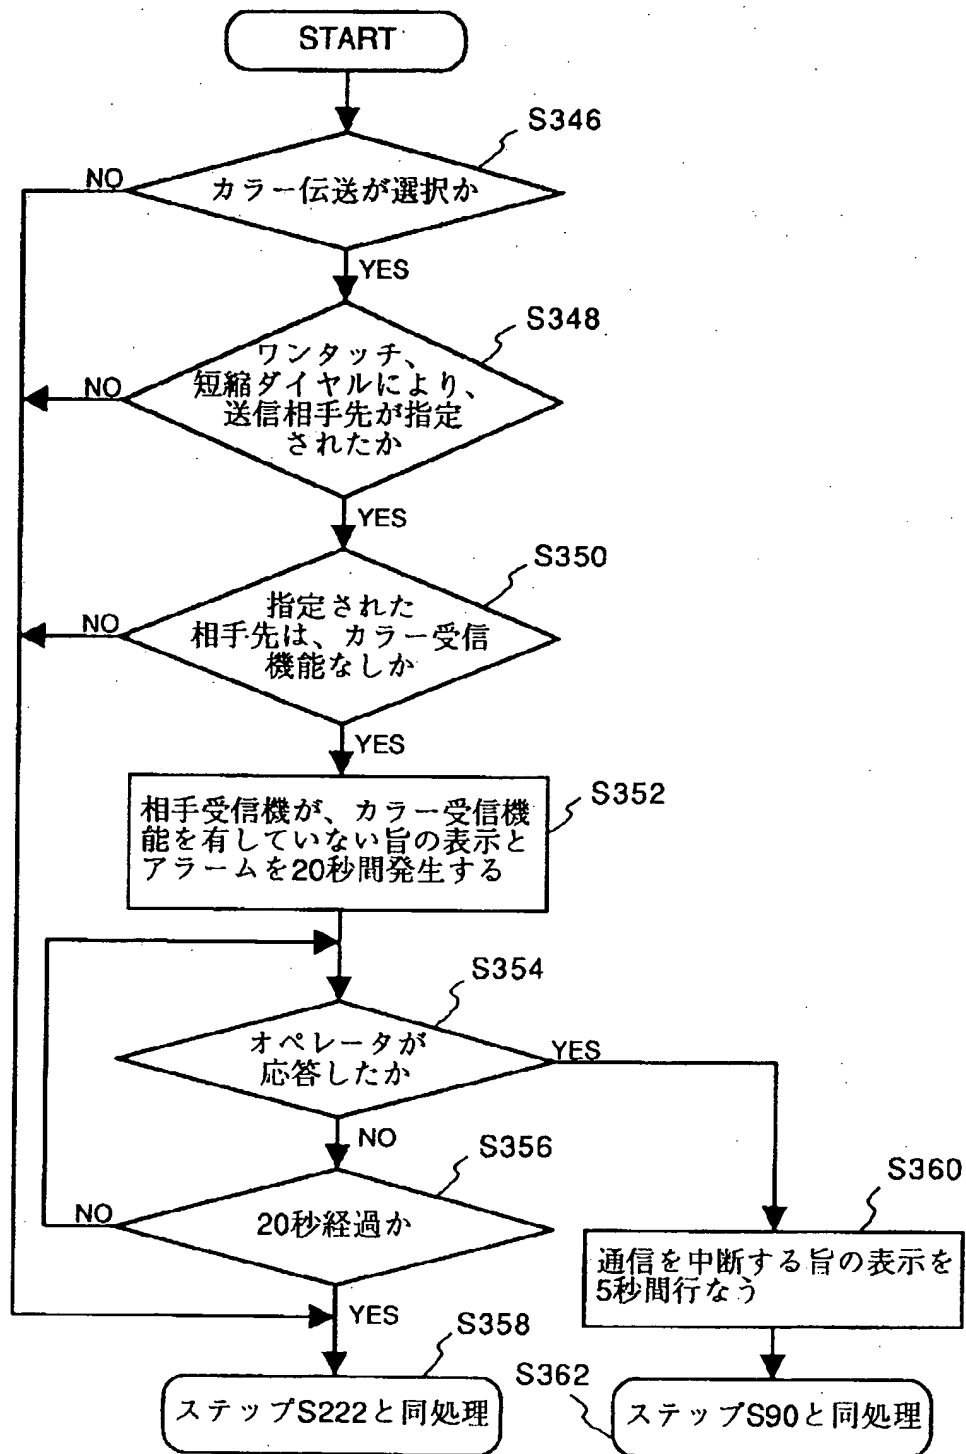 START
S346
カラー伝送が選択か
NO
YES
S348
ワンタッチ、
短縮ダイヤルにより、
送信相手先が指定
されたか
NO
YES
S350
指定された
相手先は、カラー受信
機能なしか
NO
YES
S352
相手受信機が、カラー受信機
能を有していない旨の表示と
アラームを20秒間発生する
S354
オペレータが
応答したか
YES
NO
S356
20秒経過か
NO
YES
S360
通信を中断する旨の表示を
5秒間行なう
S358
ステップS222と同処理
S362
ステップS90と同処理